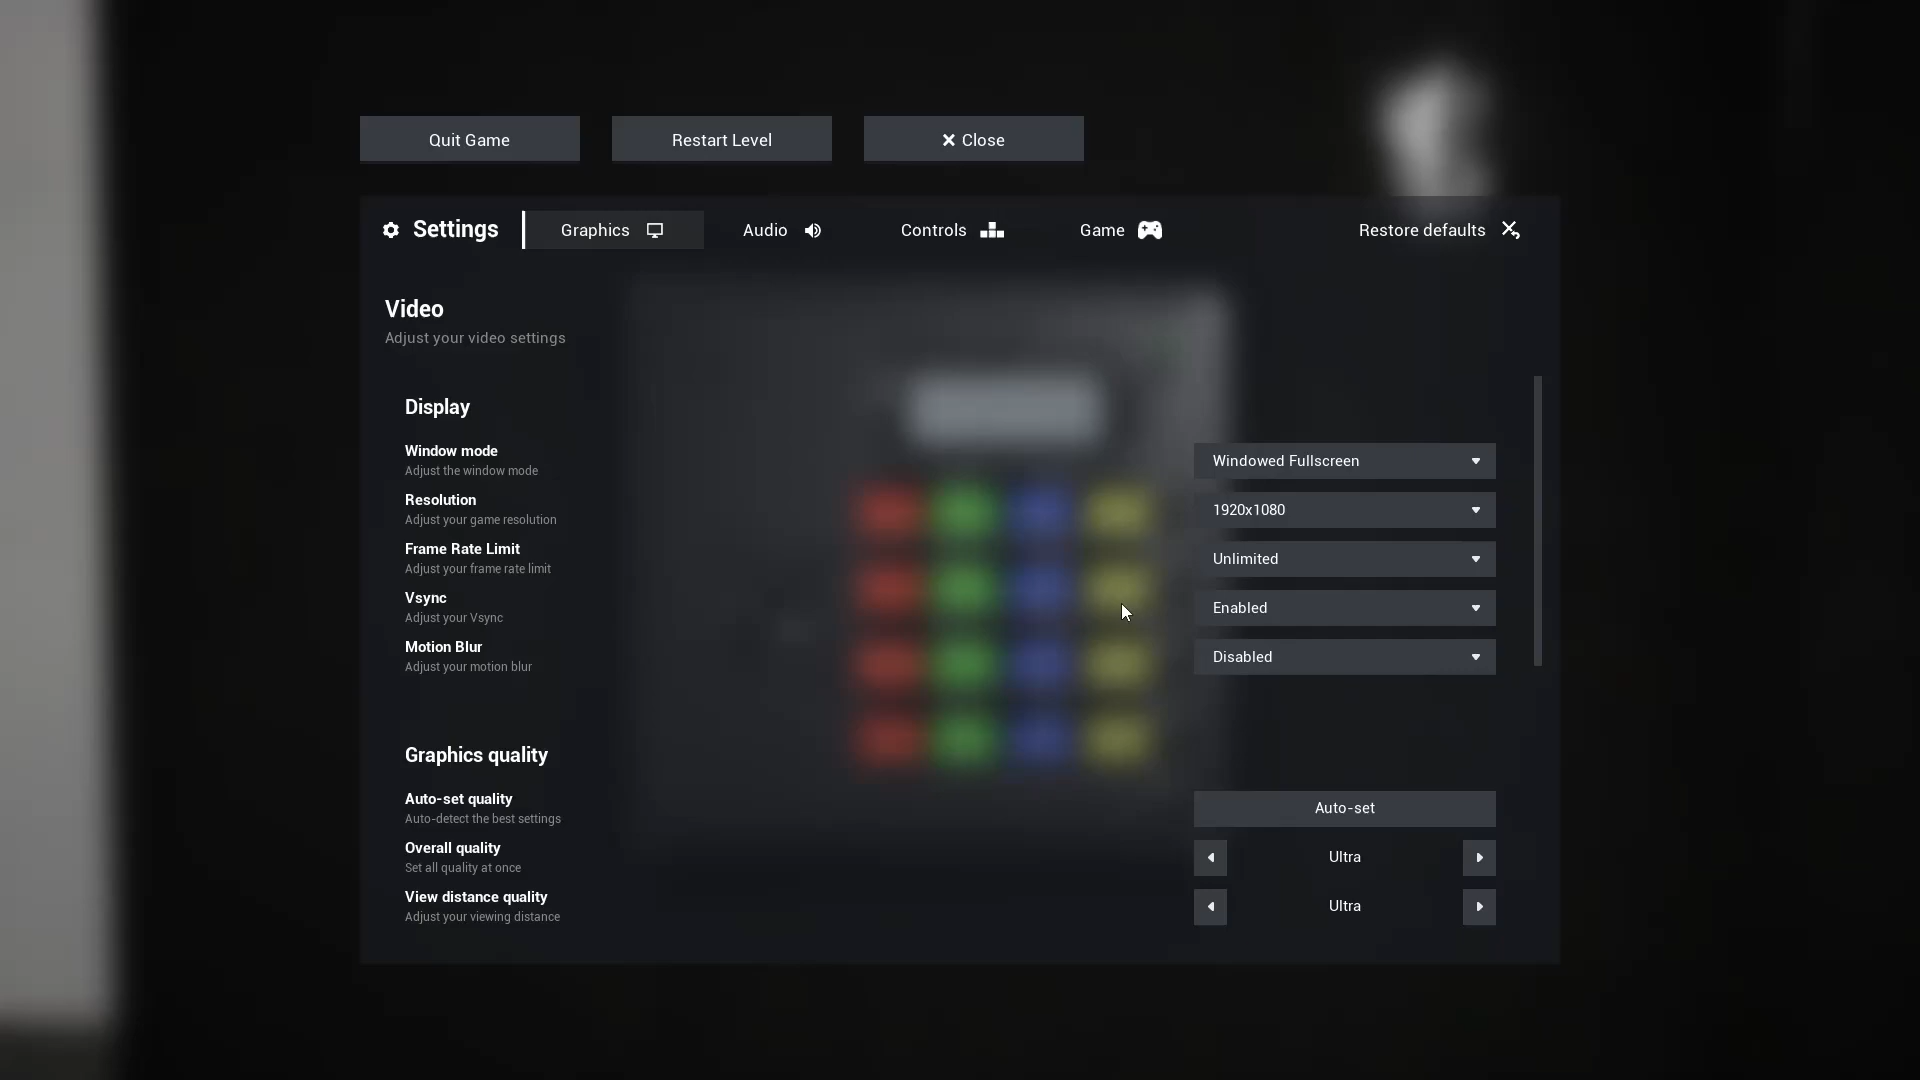 Quit Game
Restart Level
Close
Settings
Graphics
Audio
Controls
Game
Restore defaults
Video
Adjust your video settings
Display
Window mode
Adjust the window mode
Windowed Fullscreen
Resolution
Adjust your game resolution
1920x1080
Frame Rate Limit
Adjust your frame rate limit
Unlimited
Vsync
Adjust your Vsync
Enabled
Motion Blur
Adjust your motion blur
Disabled
Graphics quality
Auto-set quality
Auto-detect the best settings
Auto-set
Overall quality
Set all quality at once
Ultra
View distance quality
Adjust your viewing distance
Ultra